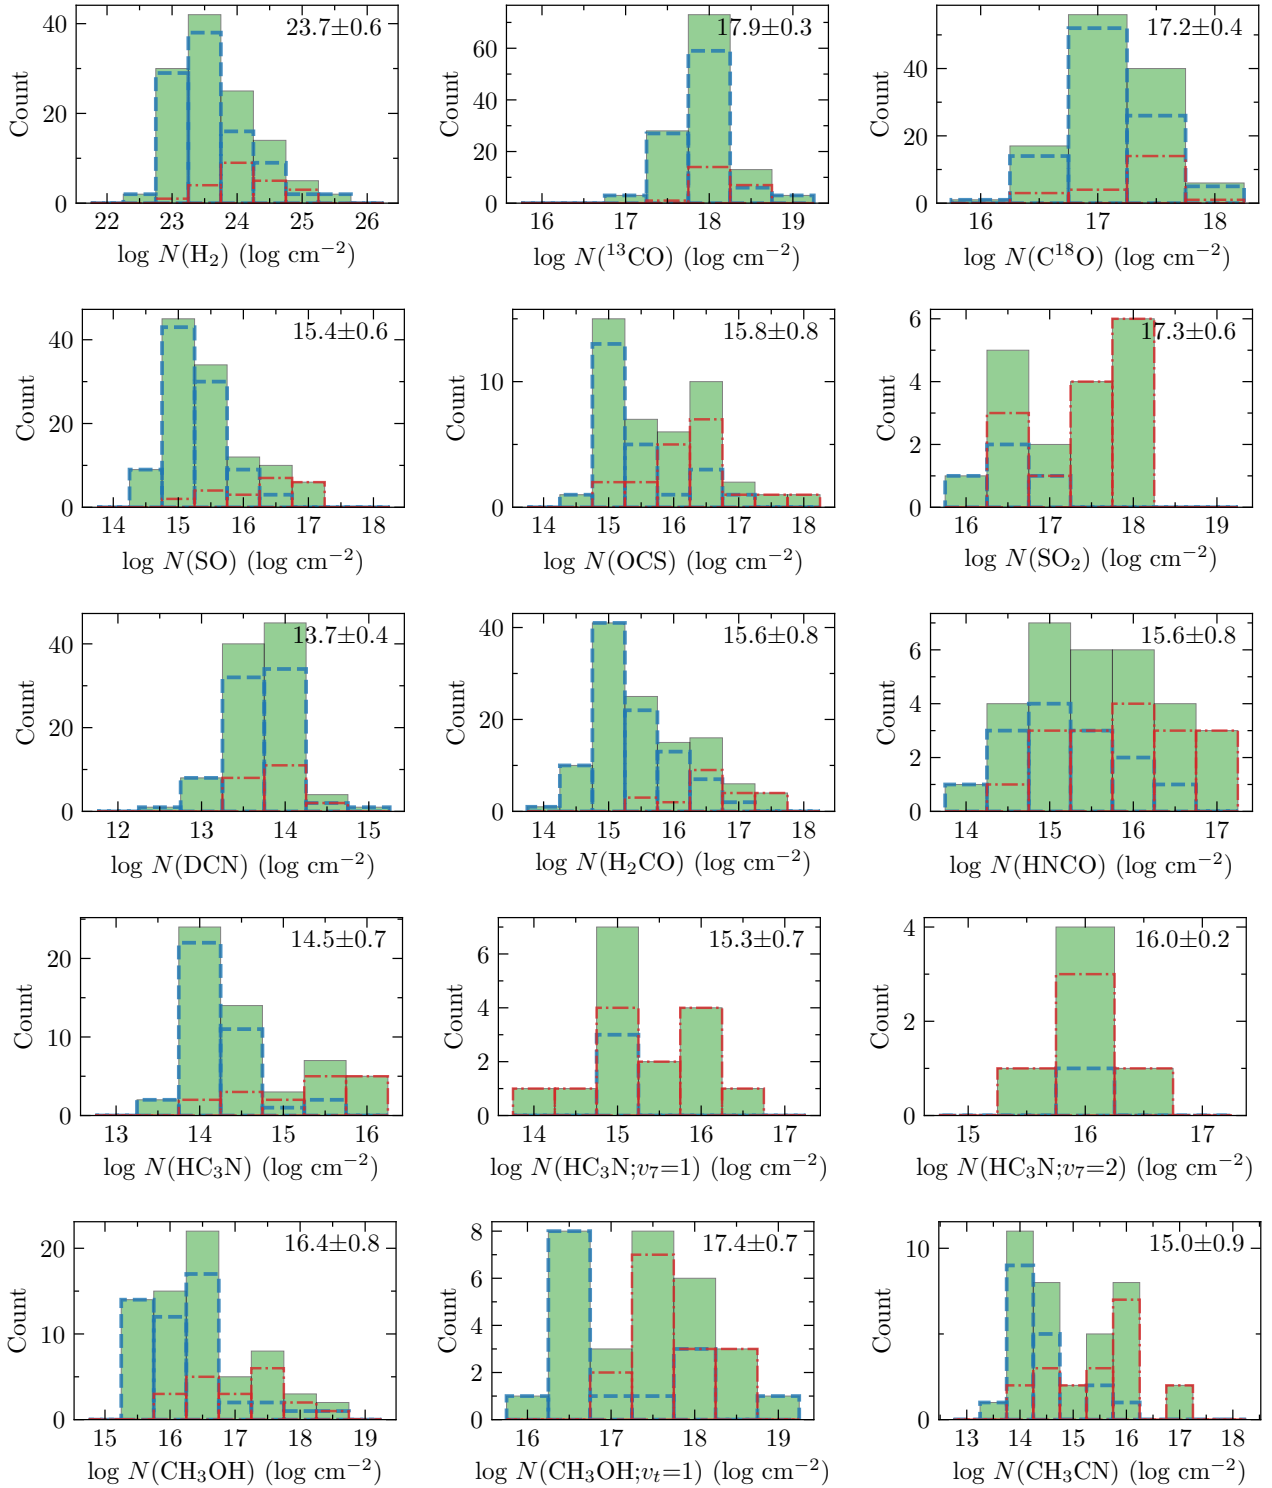 23.7±0.6
17.9±0.3
17.2±0.4
Count
Count
Count
0 20 40
0 20 40 60 80
0 20 40
22 23 24 25 26
16 17 18 19
16 17 18
log N(H₂) (log cm⁻²)
log N(¹³CO) (log cm⁻²)
log N(C¹⁸O) (log cm⁻²)
15.4±0.6
15.8±0.8
17.3±0.6
Count
Count
Count
0 20 40
0 10
0 2 4 6
14 15 16 17 18
14 15 16 17 18
16 17 18 19
log N(SO) (log cm⁻²)
log N(OCS) (log cm⁻²)
log N(SO₂) (log cm⁻²)
13.7±0.4
15.6±0.8
15.6±0.8
Count
Count
Count
0 20 40
0 20 40
0 2 4 6
12 13 14 15
14 15 16 17 18
14 15 16 17
log N(DCN) (log cm⁻²)
log N(H₂CO) (log cm⁻²)
log N(HNCO) (log cm⁻²)
14.5±0.7
15.3±0.7
16.0±0.2
Count
Count
Count
0 10 20
0 2 4 6
0 2 4
13 14 15 16
14 15 16 17
15 16 17
log N(HC₃N) (log cm⁻²)
log N(HC₃N;v₇=1) (log cm⁻²)
log N(HC₃N;v₇=2) (log cm⁻²)
16.4±0.8
17.4±0.7
15.0±0.9
Count
Count
Count
0 10 20
0 2 4 6 8
0 10
15 16 17 18 19
16 17 18 19
13 14 15 16 17 18
log N(CH₃OH) (log cm⁻²)
log N(CH₃OH;vₜ=1) (log cm⁻²)
log N(CH₃CN) (log cm⁻²)